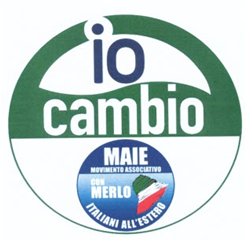 io
cambio
MAIE
MOVIMENTO ASSOCIATIVO
CON
MERLO
ITALIANI ALL'ESTERO